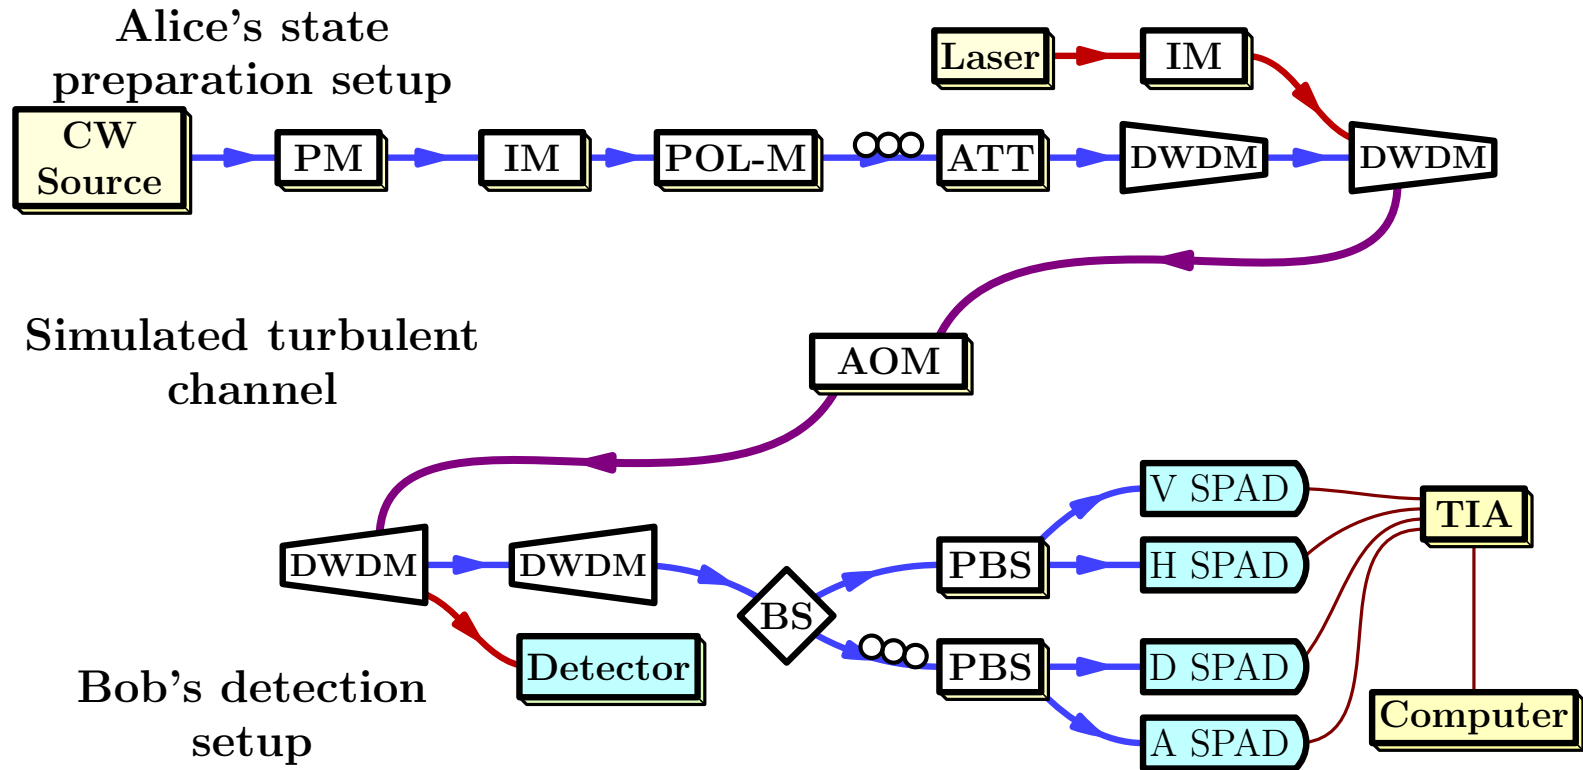 Alice's state
preparation setup
Laser
IM
CW
Source
PM
IM
POL-M
ATT
DWDM
DWDM
Simulated turbulent
channel
AOM
V SPAD
TIA
DWDM
DWDM
PBS
H SPAD
BS
Detector
PBS
D SPAD
Bob's detection
setup
A SPAD
Computer